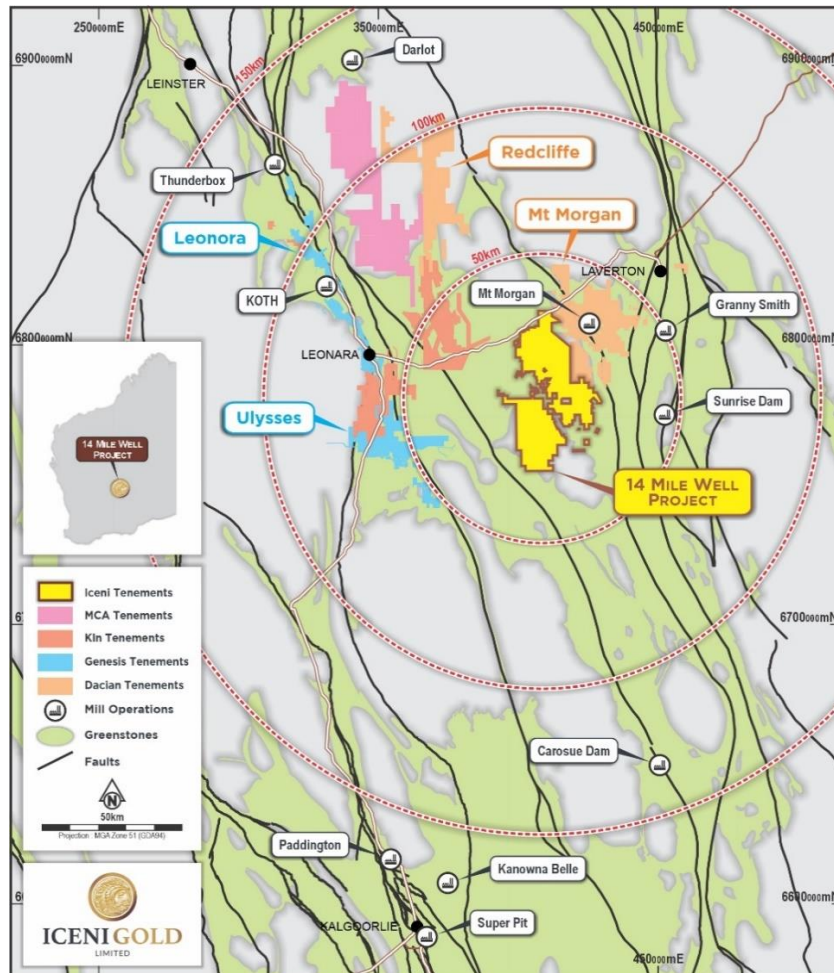 250000mE
350000mE
450000mE
6900000mN
6900000mN
Darlot
LEINSTER
150km
100km
Redcliffe
Thunderbox
Mt Morgan
Leonora
50km
LAVERTON
KOTH
Mt Morgan
Granny Smith
6800000mN
6800000mN
LEONARA
Sunrise Dam
Ulysses
14 MILE WELL
PROJECT
14 MILE WELL
PROJECT
Iceni Tenements
MCA Tenements
KIn Tenements
Genesis Tenements
Dacian Tenements
Mill Operations
Greenstones
Faults
N
50km
Projection : MGA Zone 51 (GDA94)
67
6700000mN
Carosue Dam
Paddington
Kanowna Belle
66
6600000mN
KALGOORLIE
Super Pit
450000mE
ICENI GOLD
LIMITED